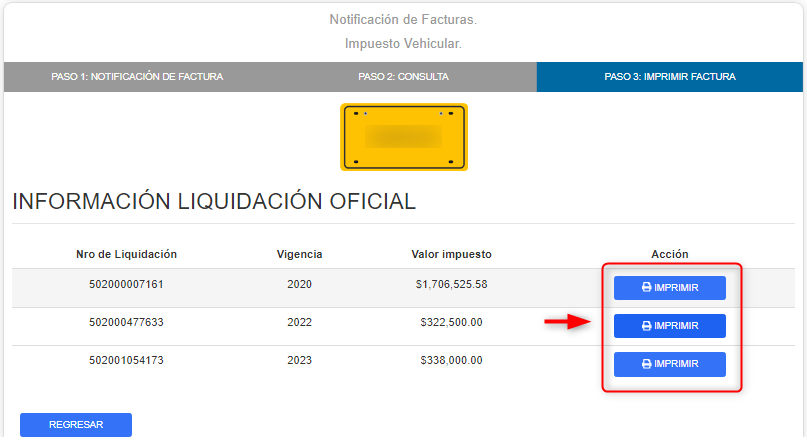 Notificación de Facturas.
Impuesto Vehicular.
PASO 1: NOTIFICACIÓN DE FACTURA PASO 2: CONSULTA PASO 3: IMPRIMIR FACTURA
INFORMACIÓN LIQUIDACIÓN OFICIAL
Nro de Liquidación Vigencia Valor impuesto Acción
502000007161 2020 $1,706,525.58 IMPRIMIR
502000477633 2022 $322,500.00 IMPRIMIR
502001054173 2023 $338,000.00 IMPRIMIR
REGRESAR